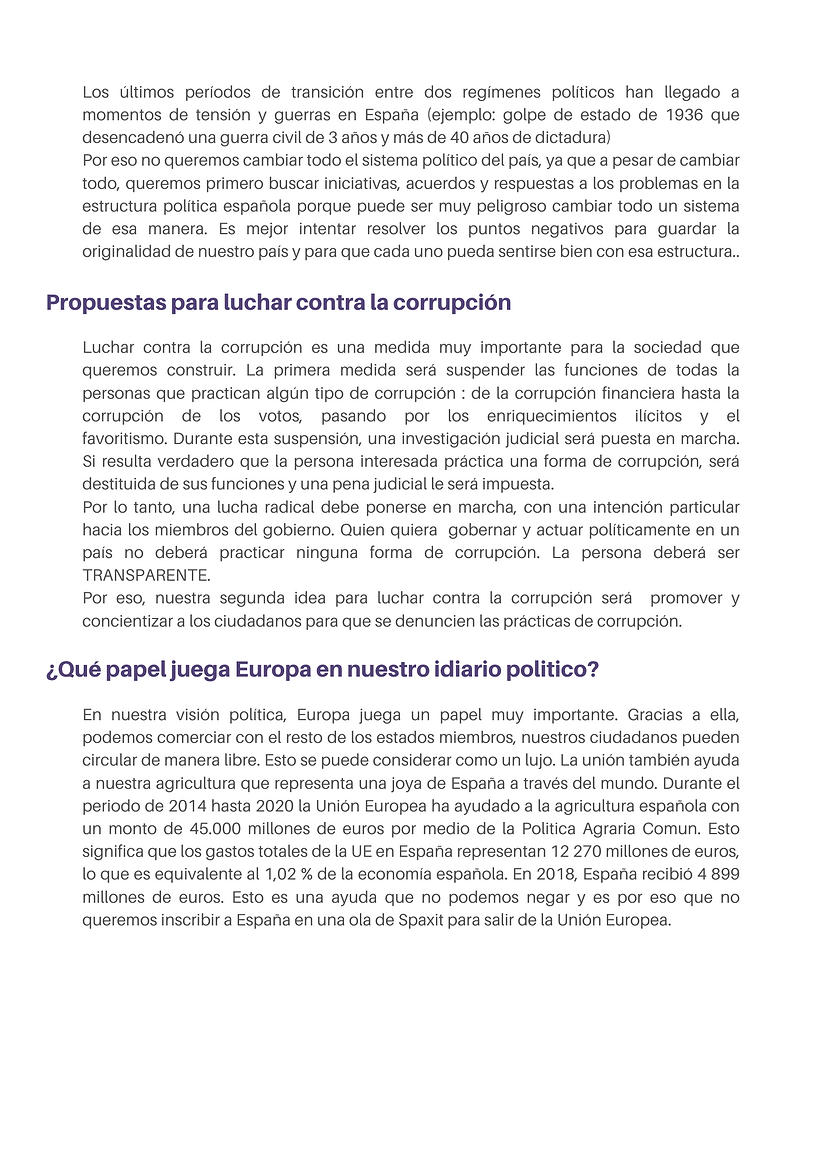 Los últimos períodos de transición entre dos regímenes políticos han llegado a
momentos de tensión y guerras en España (ejemplo: golpe de estado de 1936 que
desencadenó una guerra civil de 3 años y más de 40 años de dictadura)
Por eso no queremos cambiar todo el sistema político del país, ya que a pesar de cambiar
todo, queremos primero buscar iniciativas, acuerdos y respuestas a los problemas en la
estructura política española porque puede ser muy peligroso cambiar todo un sistema
de esa manera. Es mejor intentar resolver los puntos negativos para guardar la
originalidad de nuestro país y para que cada uno pueda sentirse bien con esa estructura..
Propuestas para luchar contra la corrupción
Luchar contra la corrupción es una medida muy importante para la sociedad que
queremos construir. La primera medida será suspender las funciones de todas la
personas que practican algún tipo de corrupción : de la corrupción financiera hasta la
corrupción de los votos, pasando por los enriquecimientos ilícitos y el
favoritismo. Durante esta suspensión, una investigación judicial será puesta en marcha.
Si resulta verdadero que la persona interesada práctica una forma de corrupción, será
destituida de sus funciones y una pena judicial le será impuesta.
Por lo tanto, una lucha radical debe ponerse en marcha, con una intención particular
hacia los miembros del gobierno. Quien quiera  gobernar y actuar políticamente en un
país no deberá practicar ninguna forma de corrupción. La persona deberá ser
TRANSPARENTE.
Por eso, nuestra segunda idea para luchar contra la corrupción será  promover y
concientizar a los ciudadanos para que se denuncien las prácticas de corrupción.
¿Qué papel juega Europa en nuestro idiario politico?
En nuestra visión política, Europa juega un papel muy importante. Gracias a ella,
podemos comerciar con el resto de los estados miembros, nuestros ciudadanos pueden
circular de manera libre. Esto se puede considerar como un lujo. La unión también ayuda
a nuestra agricultura que representa una joya de España a través del mundo. Durante el
periodo de 2014 hasta 2020 la Unión Europea ha ayudado a la agricultura española con
un monto de 45.000 millones de euros por medio de la Politica Agraria Comun. Esto
significa que los gastos totales de la UE en España representan 12 270 millones de euros,
lo que es equivalente al 1,02 % de la economía española. En 2018, España recibió 4 899
millones de euros. Esto es una ayuda que no podemos negar y es por eso que no
queremos inscribir a España en una ola de Spaxit para salir de la Unión Europea.